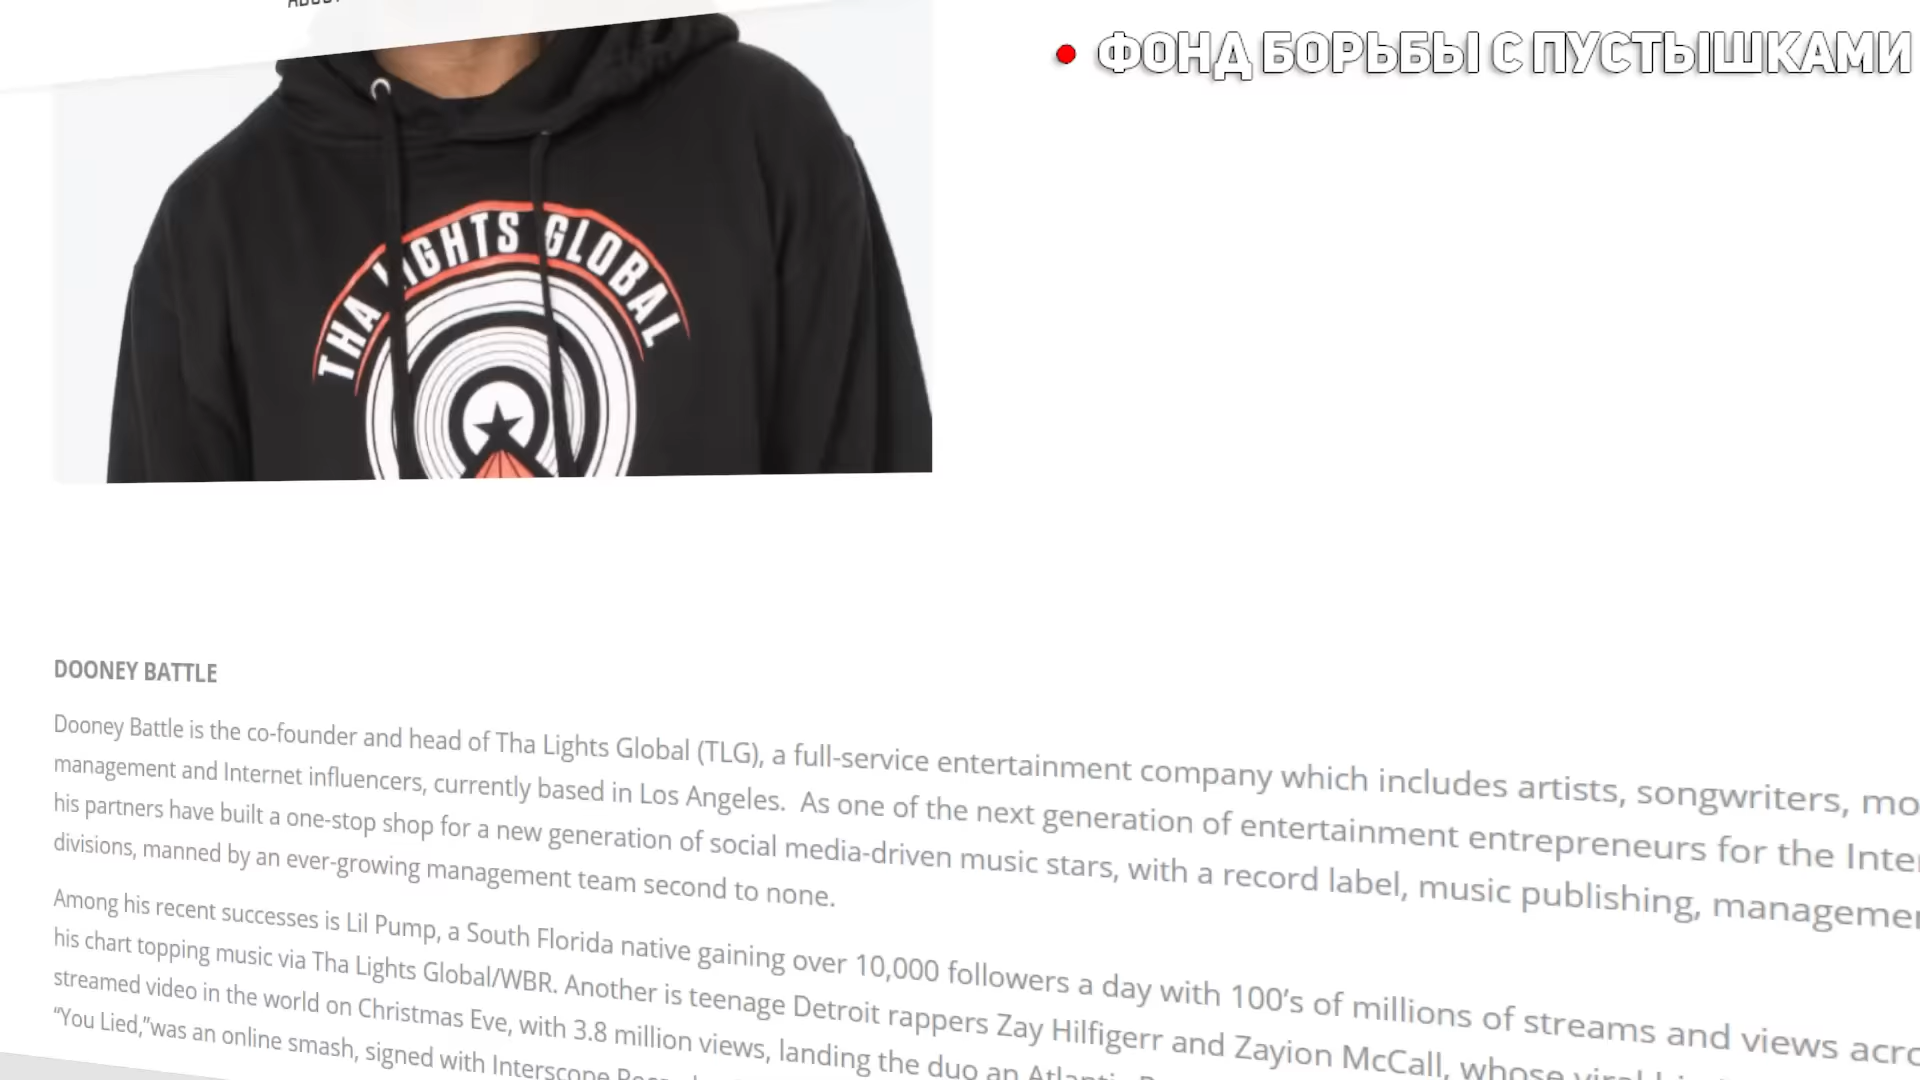 ФОНД БОРЬБЫ С ПУСТЫШКАМИ
THA LIGHTS GLOBAL
DOONEY BATTLE
Dooney Battle is the co-founder and head of Tha Lights Global (TLG), a full-service entertainment company which includes artists, songwriters,
management and Internet influencers, currently based in Los Angeles. As one of the next generation of entertainment entrepreneurs for the
his partners have built a one-stop shop for a new generation of social media-driven music stars, with a record label, music publishing,
divisions, manned by an ever-growing management team second to none.
Among his recent successes is Lil Pump, a South Florida native gaining over 10,000 followers a day with 100’s of millions of streams and views
his chart topping music via Tha Lights Global/WBR. Another is teenage Detroit rappers Zay Hilfigerr and Zayion McCall, whose
streamed video in the world on Christmas Eve, with 3.8 million views, landing the duo an
“You Lied,”was an online smash, signed with Interscope